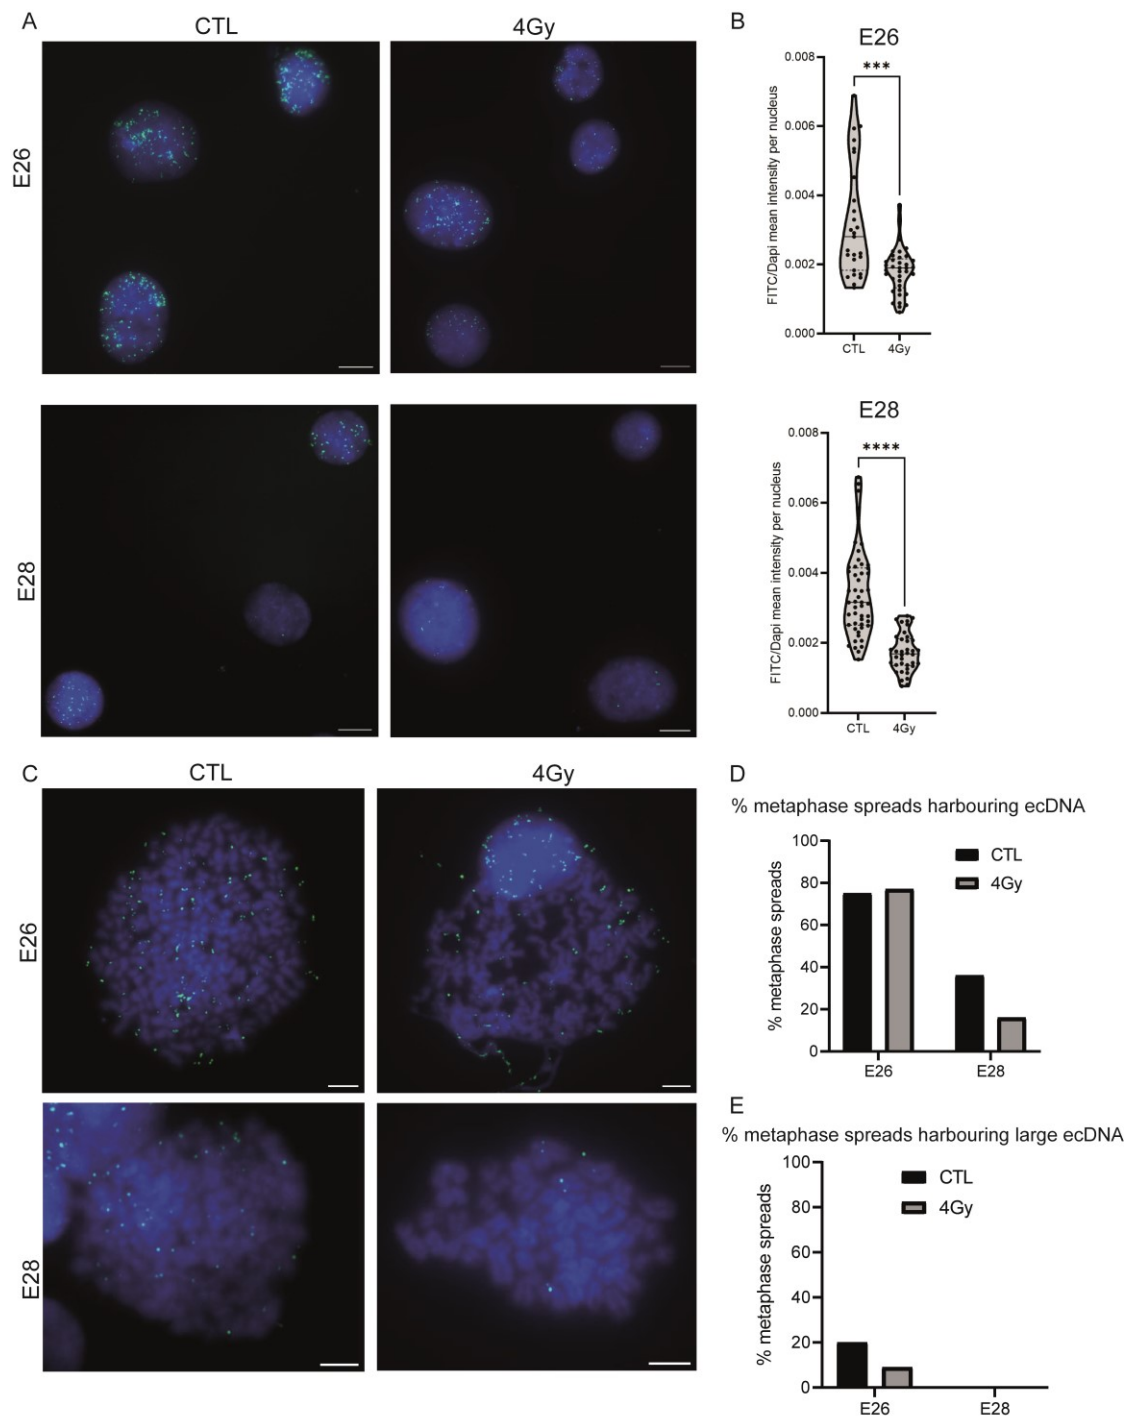 A
CTL
4Gy
E26
E28
B
E26
***
FITC/Dapi mean intensity per nucleus
0.008
0.006
0.004
0.002
0.000
CTL
4Gy
E28
****
FITC/Dapi mean intensity per nucleus
0.008
0.006
0.004
0.002
0.000
CTL
4Gy
C
CTL
4Gy
E26
E28
D
% metaphase spreads harbouring ecDNA
% metaphase spreads
100
80
60
40
20
0
CTL
4Gy
E26
E28
E
% metaphase spreads harbouring large ecDNA
% metaphase spreads
100
80
60
40
20
0
CTL
4Gy
E26
E28